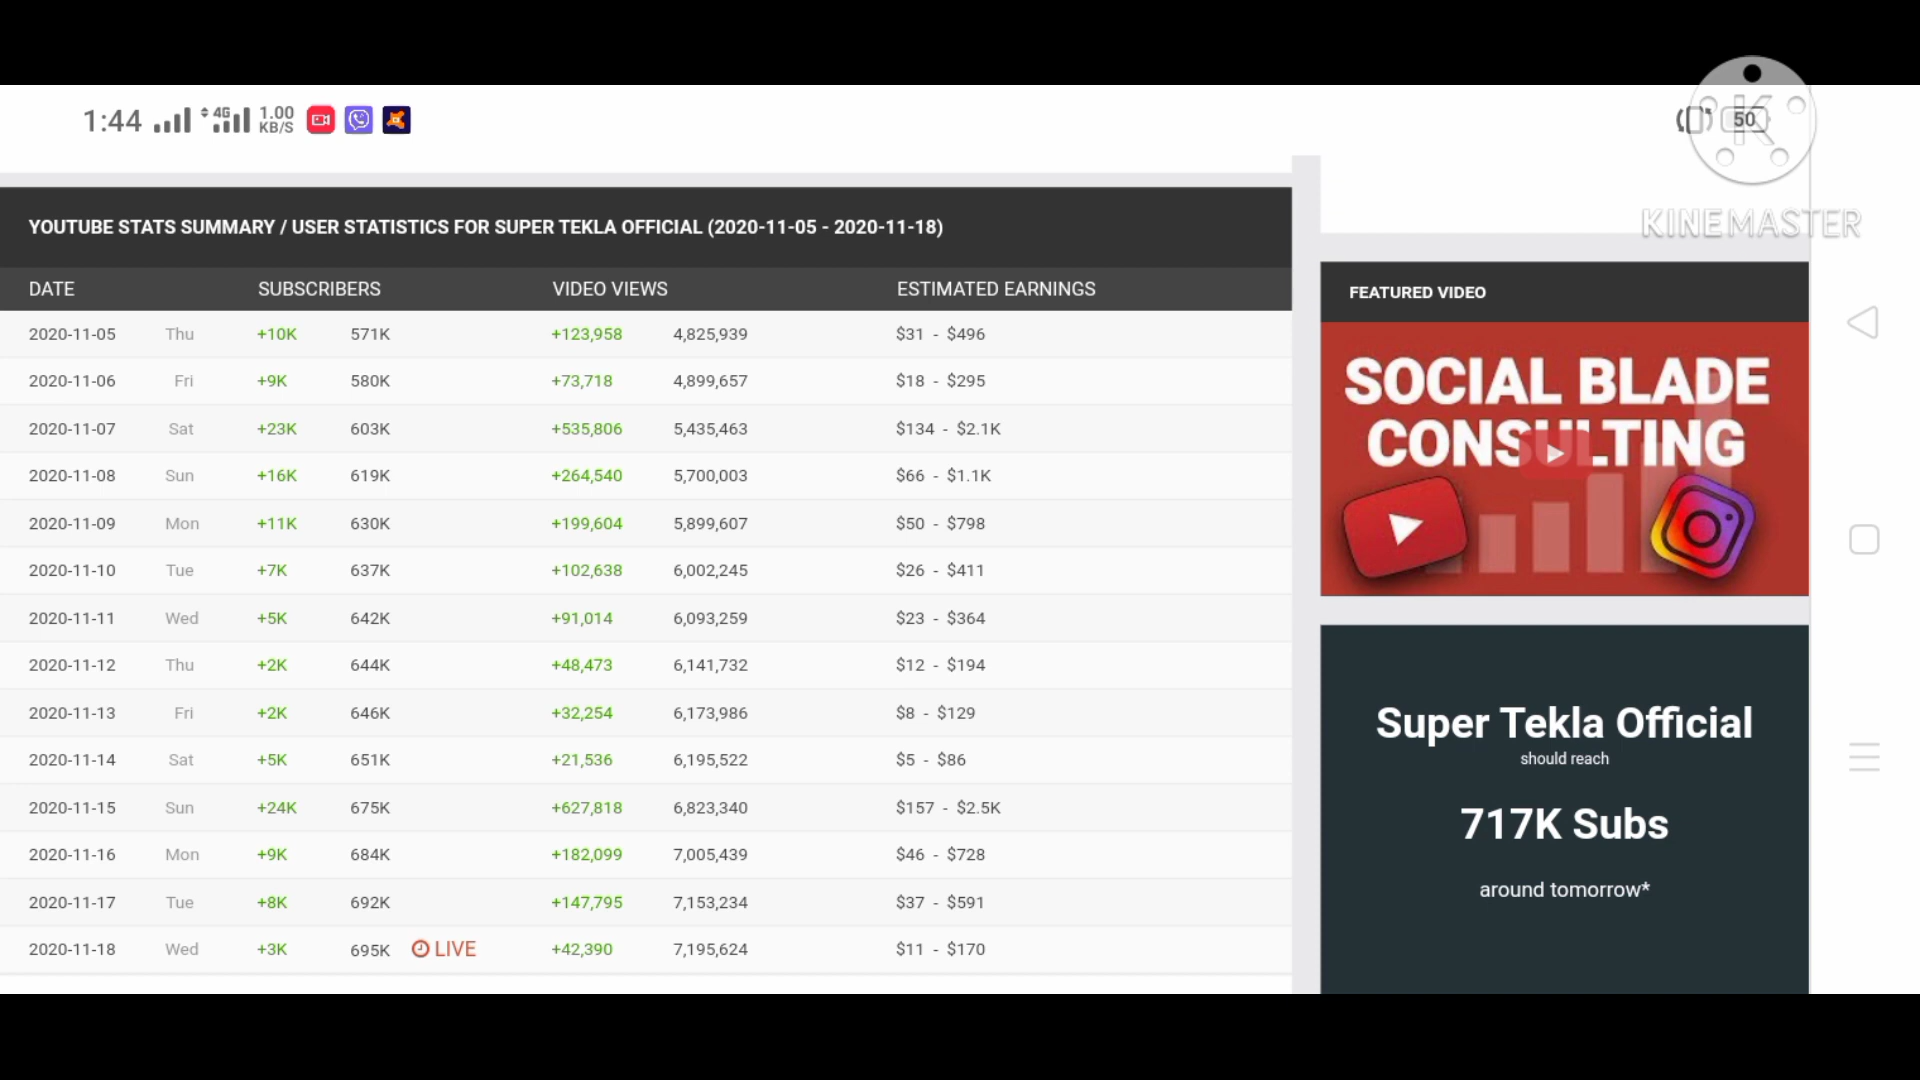 1:44 4G 1.00 KB/S 50
KINEMASTER
YOUTUBE STATS SUMMARY / USER STATISTICS FOR SUPER TEKLA OFFICIAL (2020-11-05 - 2020-11-18)
DATE SUBSCRIBERS VIDEO VIEWS ESTIMATED EARNINGS
2020-11-05 Thu +10K 571K +123,958 4,825,939 $31 - $496
2020-11-06 Fri +9K 580K +73,718 4,899,657 $18 - $295
2020-11-07 Sat +23K 603K +535,806 5,435,463 $134 - $2.1K
2020-11-08 Sun +16K 619K +264,540 5,700,003 $66 - $1.1K
2020-11-09 Mon +11K 630K +199,604 5,899,607 $50 - $798
2020-11-10 Tue +7K 637K +102,638 6,002,245 $26 - $411
2020-11-11 Wed +5K 642K +91,014 6,093,259 $23 - $364
2020-11-12 Thu +2K 644K +48,473 6,141,732 $12 - $194
2020-11-13 Fri +2K 646K +32,254 6,173,986 $8 - $129
2020-11-14 Sat +5K 651K +21,536 6,195,522 $5 - $86
2020-11-15 Sun +24K 675K +627,818 6,823,340 $157 - $2.5K
2020-11-16 Mon +9K 684K +182,099 7,005,439 $46 - $728
2020-11-17 Tue +8K 692K +147,795 7,153,234 $37 - $591
2020-11-18 Wed +3K 695K LIVE +42,390 7,195,624 $11 - $170
FEATURED VIDEO
SOCIAL BLADE
CONSULTING
Super Tekla Official
should reach
717K Subs
around tomorrow*